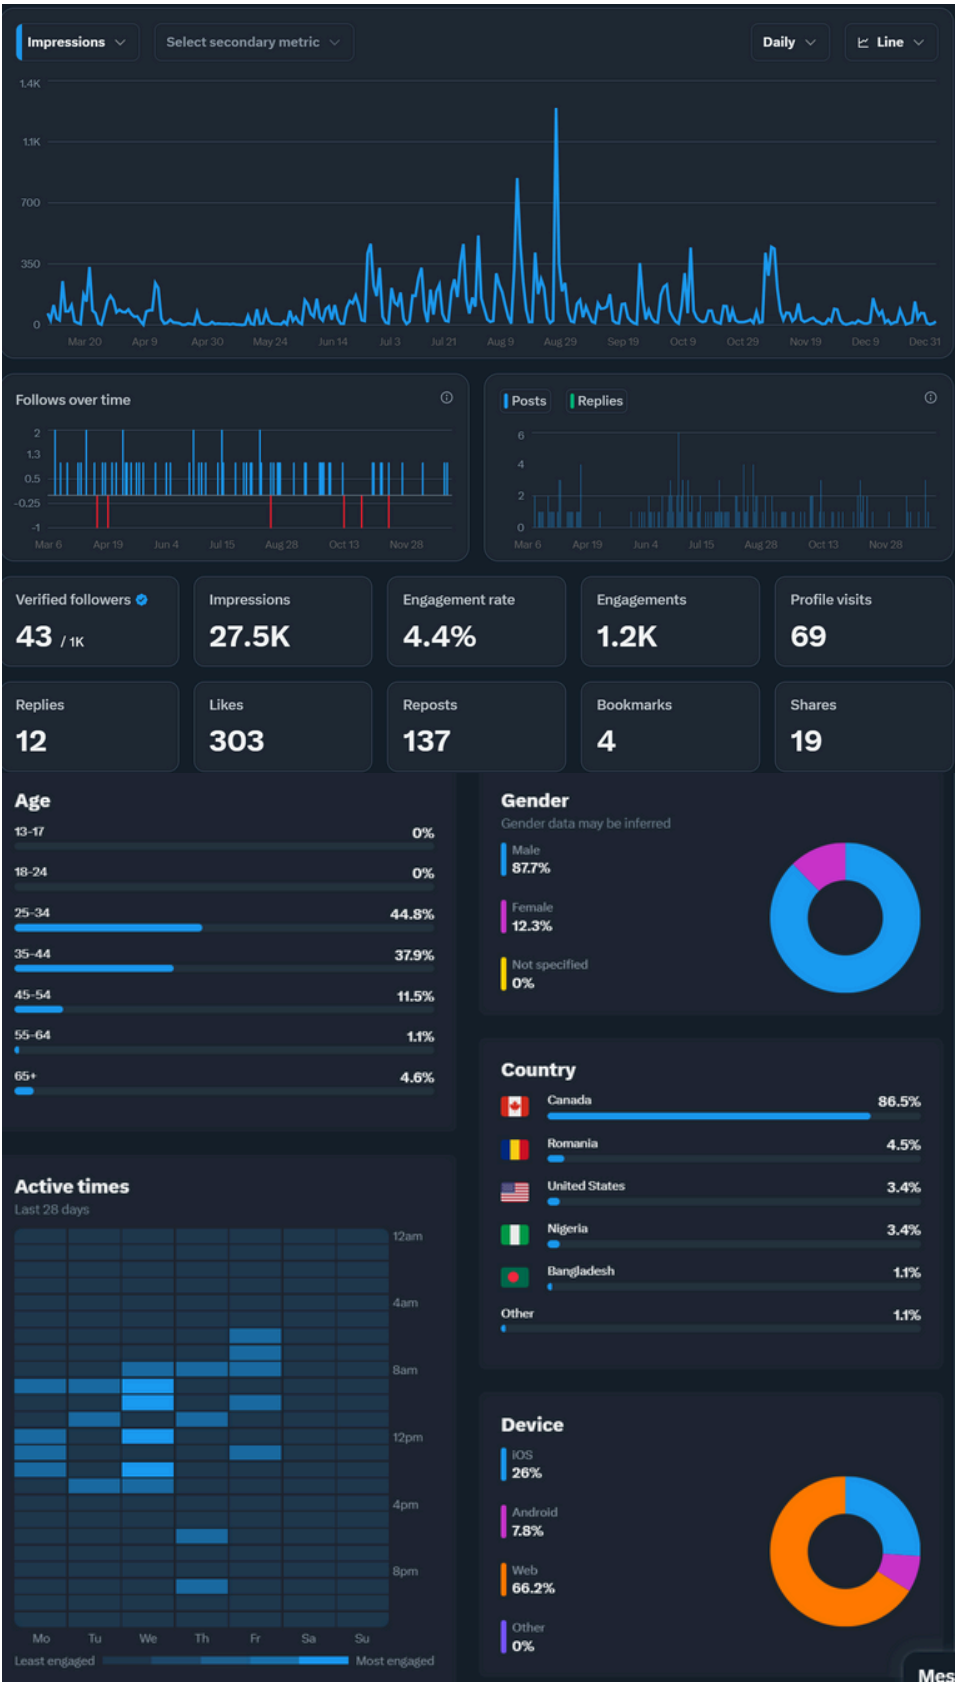 Impressions
Select secondary metric
Daily
Line
1.4K
1.1K
700
350
0
Mar 20 Apr 9 Apr 30 May 24 Jun 14 Jul 3 Jul 21 Aug 9 Aug 29 Sep 19 Oct 9 Oct 29 Nov 19 Dec 9 Dec 31
Follows over time
2
1.3
0.5
-0.25
-1
Mar 6 Apr 19 Jun 4 Jul 15 Aug 28 Oct 13 Nov 28
Posts
Replies
6
4
2
0
Mar 6 Apr 19 Jun 4 Jul 15 Aug 28 Oct 13 Nov 28
Verified followers
43 / 1K
Impressions
27.5K
Engagement rate
4.4%
Engagements
1.2K
Profile visits
69
Replies
12
Likes
303
Reposts
137
Bookmarks
4
Shares
19
Age
13-17 0%
18-24 0%
25-34 44.8%
35-44 37.9%
45-54 11.5%
55-64 1.1%
65+ 4.6%
Gender
Gender data may be inferred
Male
87.7%
Female
12.3%
Not specified
0%
Country
Canada 86.5%
Romania 4.5%
United States 3.4%
Nigeria 3.4%
Bangladesh 1.1%
Other 1.1%
Active times
Last 28 days
12am
4am
8am
12pm
4pm
8pm
Mo Tu We Th Fr Sa Su
Least engaged Most engaged
Device
iOS
26%
Android
7.8%
Web
66.2%
Other
0%
Mes